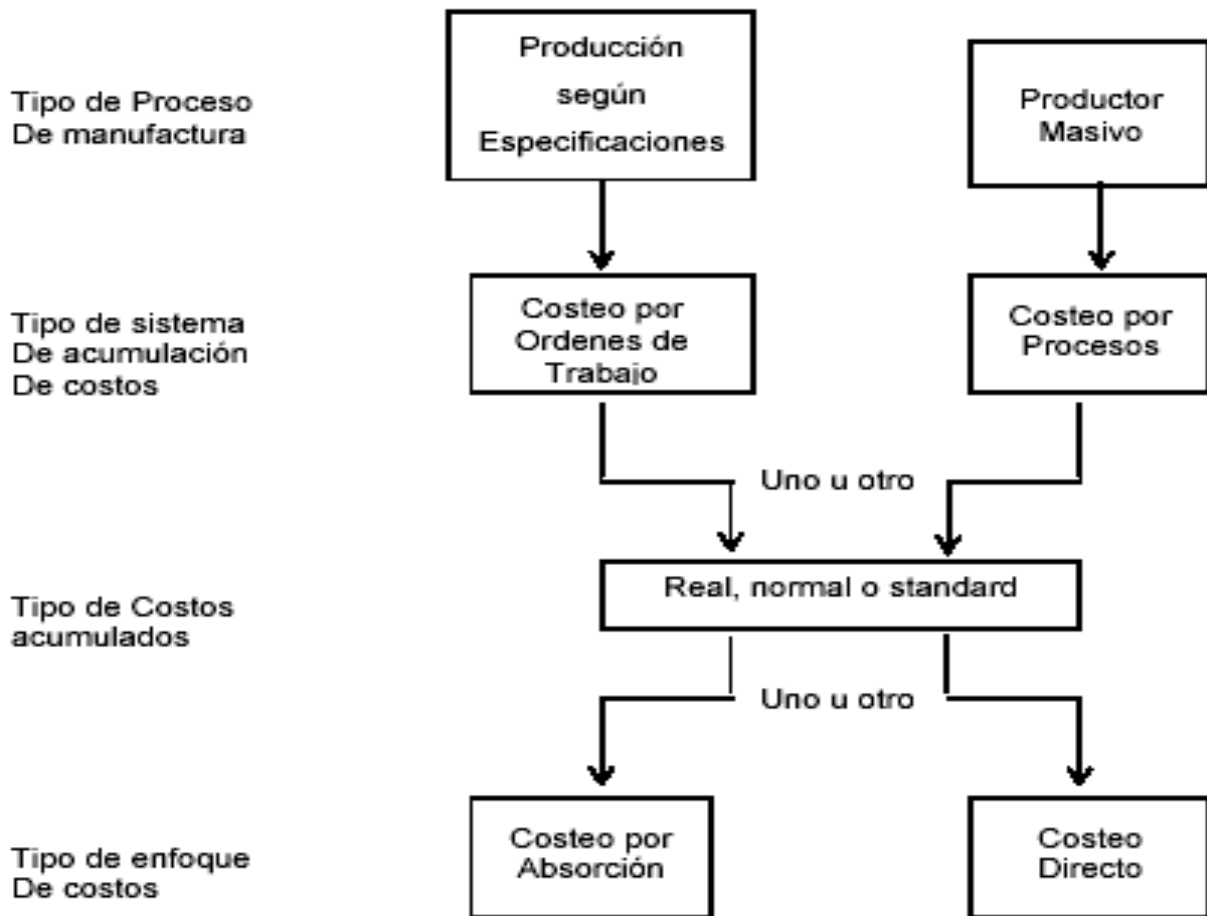 Tipo de Proceso
De manufactura
Producción
según
Especificaciones
Productor
Masivo
Tipo de sistema
De acumulación
De costos
Costeo por
Ordenes de
Trabajo
Costeo por
Procesos
Uno u otro
Tipo de Costos
acumulados
Real, normal o standard
Uno u otro
Tipo de enfoque
De costos
Costeo por
Absorción
Costeo
Directo